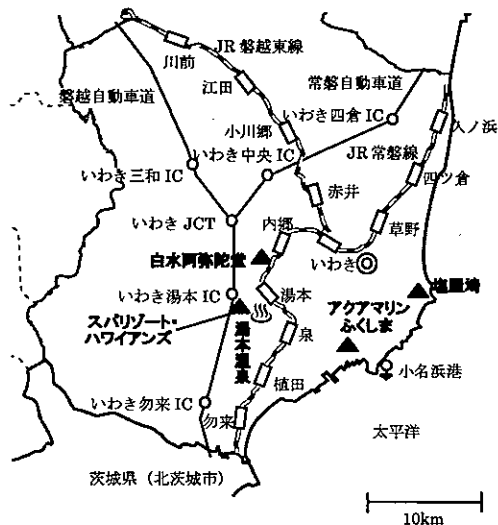 JR磐越東線
川前
江田
常磐自動車道
磐越自動車道
いわき四倉IC
小川郷
久ノ浜
いわき中央IC
JR常磐線
いわき三和IC
四ツ倉
赤井
いわきJCT
内郷
草野
白水阿弥陀堂
いわき
塩屋埼
いわき湯本IC
湯本
アクアマリン
ふくしま
スパリゾート・
ハワイアンズ
湯本温泉
泉
小名浜港
植田
いわき勿来IC
勿来
太平洋
茨城県（北茨城市）
10km